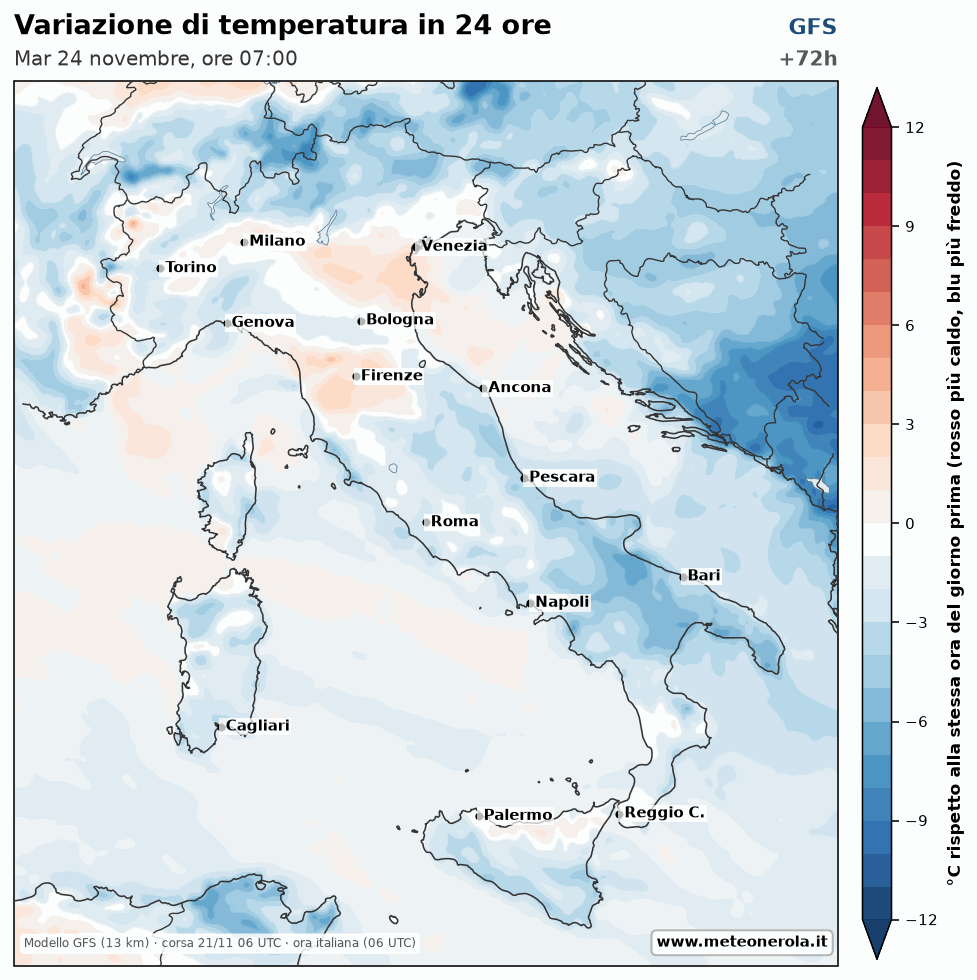 Variazione di temperatura in 24 ore
GFS
Mar 24 novembre, ore 07:00
+72h
Milano
Venezia
Torino
Genova
Bologna
Firenze
Ancona
Pescara
Roma
Bari
Napoli
Cagliari
Palermo
Reggio C.
12
9
6
3
0
−3
−6
−9
−12
°C rispetto alla stessa ora del giorno prima (rosso più caldo, blu più freddo)
Modello GFS (13 km) · corsa 21/11 06 UTC · ora italiana (06 UTC)
www.meteonerola.it